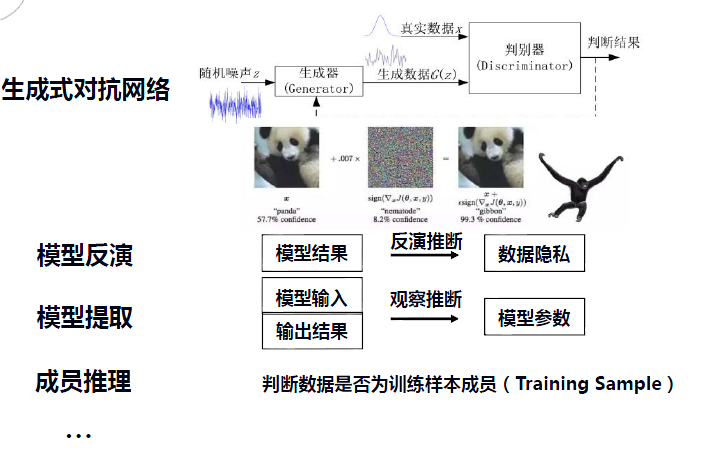 真实数据x
判别器
(Discriminator)
判断结果
随机噪声z
生成器
(Generator)
生成数据G(z)
生成式对抗网络
+ .007 ×
=
x
"panda"
57.7% confidence
sign(∇ₓJ(θ, x, y))
"nematode"
8.2% confidence
x +
ϵsign(∇ₓJ(θ, x, y))
"gibbon"
99.3 % confidence
模型反演
模型结果
反演推断
数据隐私
模型提取
模型输入
输出结果
观察推断
模型参数
成员推理
判断数据是否为训练样本成员（Training Sample）
...